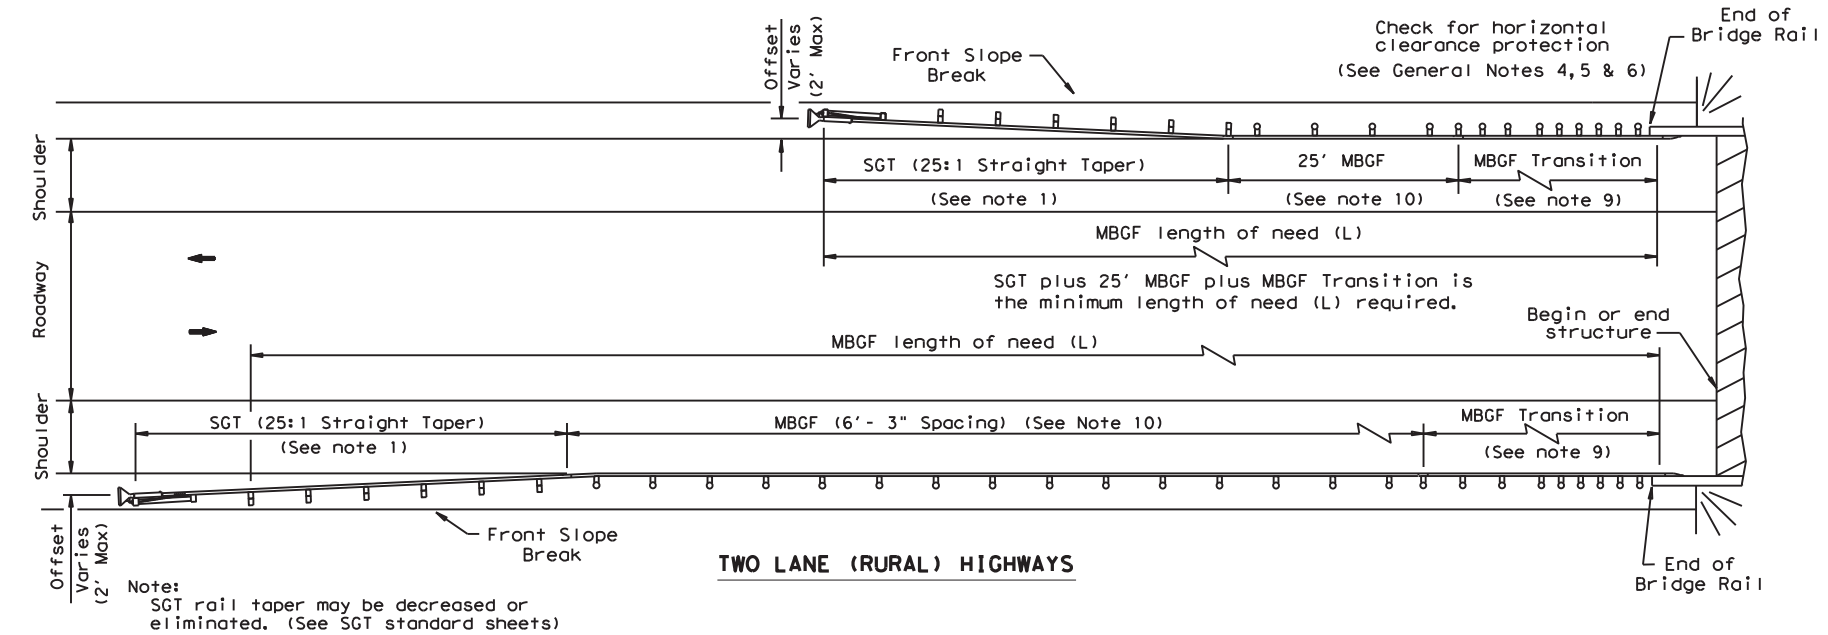 Offset
Varies
(2' Max)
Front Slope
Break
Check for horizontal
clearance protection
(See General Notes 4,5 & 6)
End of
Bridge Rail
Shoulder
SGT (25:1 Straight Taper)
(See note 1)
25' MBGF
(See note 10)
MBGF Transition
(See note 9)
MBGF length of need (L)
SGT plus 25' MBGF plus MBGF Transition is
the minimum length of need (L) required.
Roadway
Begin or end
structure
MBGF length of need (L)
Shoulder
SGT (25:1 Straight Taper)
(See note 1)
MBGF (6'- 3" Spacing) (See Note 10)
MBGF Transition
(See note 9)
Offset
Varies
(2' Max)
Front Slope
Break
TWO LANE (RURAL) HIGHWAYS
End of
Bridge Rail
Note:
SGT rail taper may be decreased or
eliminated. (See SGT standard sheets)